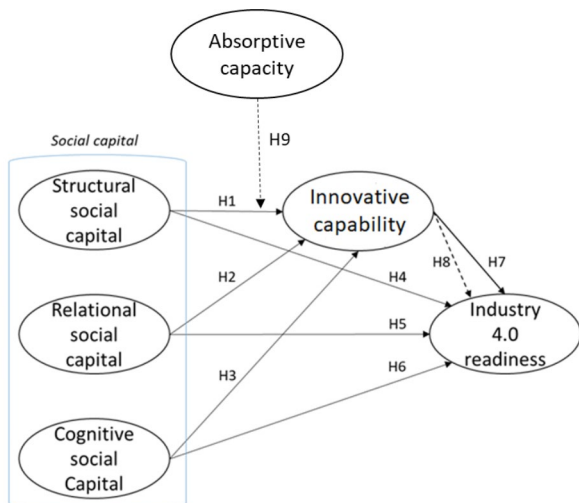 Absorptive
capacity
Social capital
H9
Structural
social
capital
H1
Innovative
capability
H2
H4
H8
H7
Relational
social
capital
H5
Industry
4.0
readiness
H3
H6
Cognitive
social
Capital